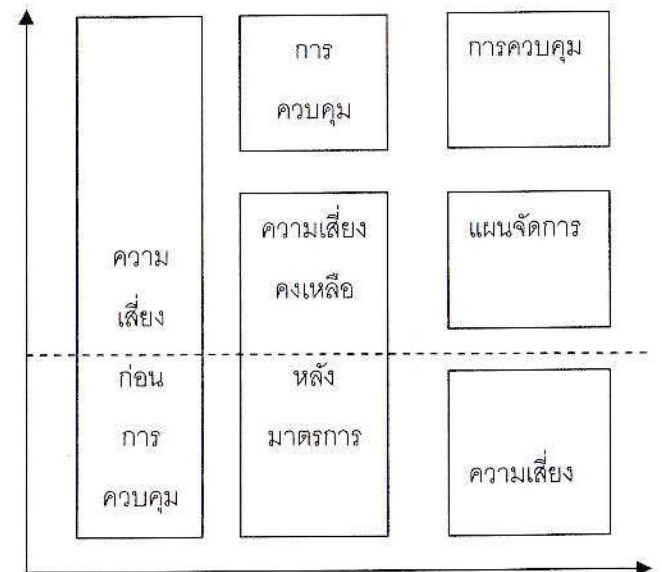 ความ
เสี่ยง
ก่อน
การ
ควบคุม
การ
ควบคุม
ความเสี่ยง
คงเหลือ
หลัง
มาตรการ
การควบคุม
แผนจัดการ
ความเสี่ยง